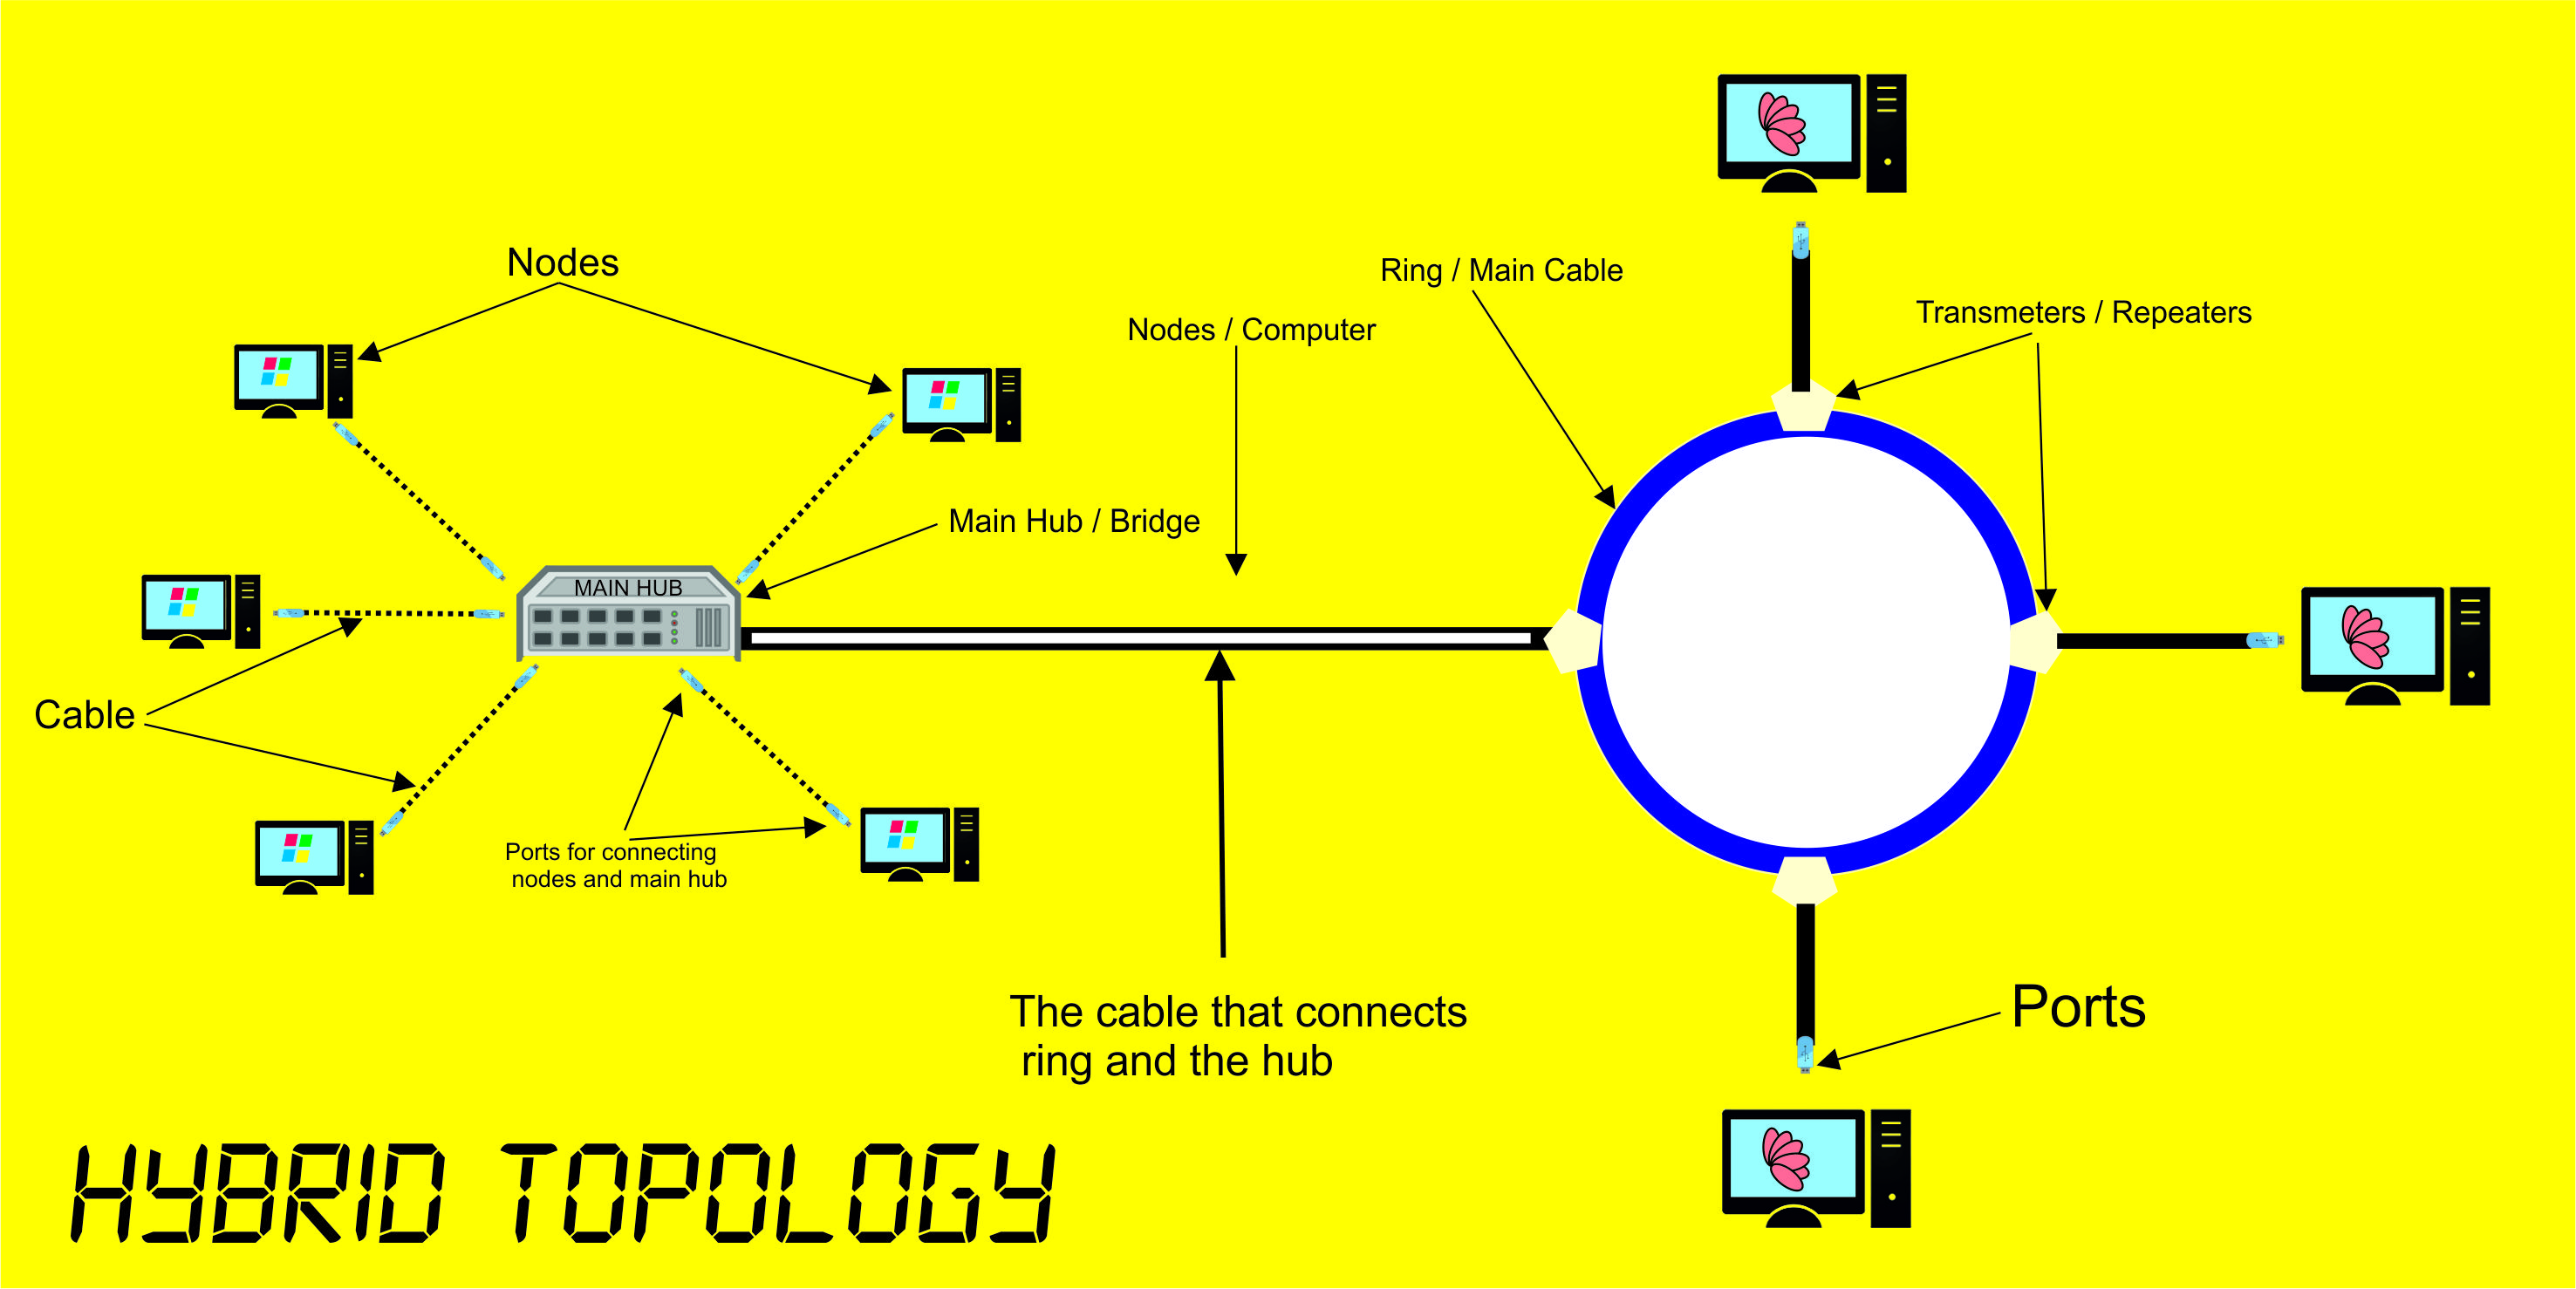 Nodes
Ring / Main Cable
Transmeters / Repeaters
Nodes / Computer
Main Hub / Bridge
MAIN HUB
Cable
Ports for connecting
nodes and main hub
The cable that connects
ring and the hub
Ports
HYBRID TOPOLOGY